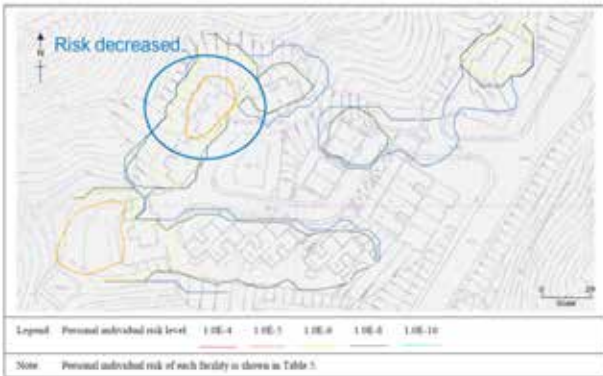 Risk decreased
N
0
Legend: Personal individual risk level: 1.0E-4 1.0E-5 1.0E-6 1.0E-8 1.0E-10
Note: Personal individual risk of each facility is shown in Table 5.